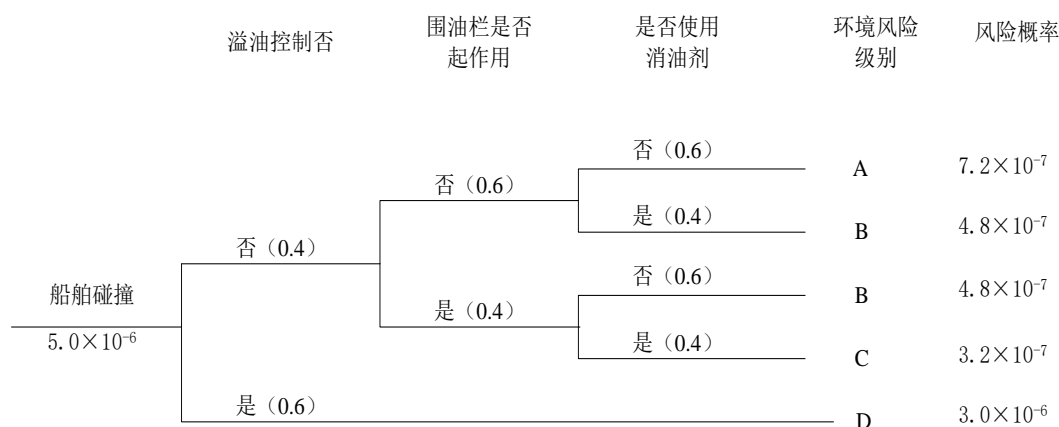 溢油控制否
围油栏是否
起作用
是否使用
消油剂
环境风险
级别
风险概率
否（0.6）
A
7.2×10⁻⁷
否（0.6）
是（0.4）
B
4.8×10⁻⁷
否（0.4）
船舶碰撞
5.0×10⁻⁶
否（0.6）
B
4.8×10⁻⁷
是（0.4）
是（0.4）
C
3.2×10⁻⁷
是（0.6）
D
3.0×10⁻⁶